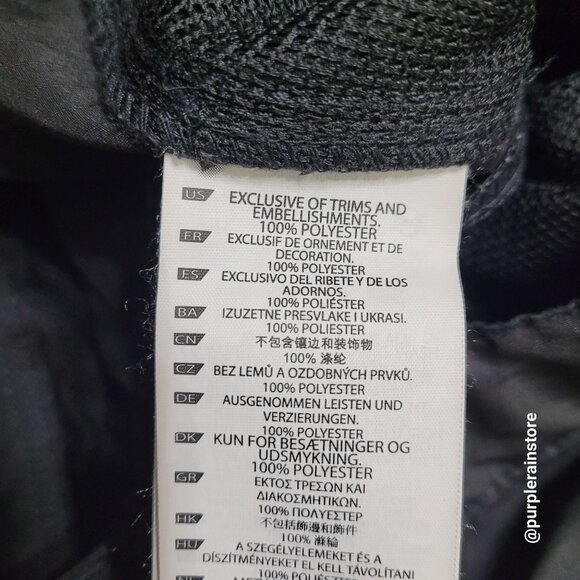 US EXCLUSIVE OF TRIMS AND
EMBELLISHMENTS.
100% POLYESTER
FR EXCLUSIF DE ORNEMENT ET DE
DECORATION.
100% POLYESTER
ES EXCLUSIVO DEL RIBETE Y DE LOS
ADORNOS.
100% POLIÉSTER
BA IZUZETNE PRESVLAKE I UKRASI.
100% POLIESTER
CN 不包含镶边和装饰物
100% 涤纶
CZ BEZ LEMŮ A OZDOBNÝCH PRVKŮ.
100% POLYESTER
DE AUSGENOMMEN LEISTEN UND
VERZIERUNGEN.
100% POLYESTER
DK KUN FOR BESÆTNINGER OG
UDSMYKNING.
100% POLYESTER
GR ΕΚΤΟΣ ΤΡΕΣΩΝ ΚΑΙ
ΔΙΑΚΟΣΜΗΤΙΚΩΝ.
100% ΠΟΛΥΕΣΤΕΡ
HK 不包括飾邊和飾件
100% 滌綸
HU A SZEGÉLYELEMEKET ÉS A
DÍSZÍTMÉNYEKET EL KELL TÁVOLÍTANI
100% POLIÉSZTER
@purplerainstore